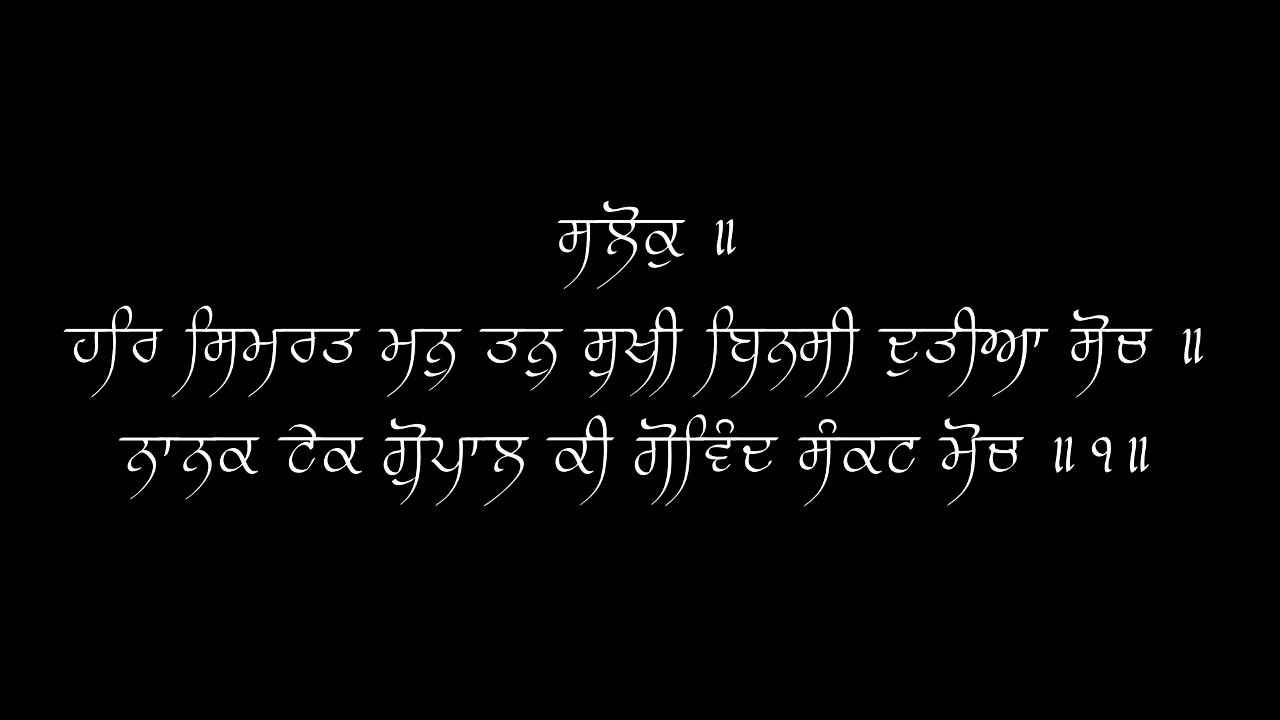 ਸਲੋਕੁ ॥
ਹਰਿ ਸਿਮਰਤ ਮਨੁ ਤਨੁ ਸੁਖੀ ਬਿਨਸੀ ਦੁਤੀਆ ਸੋਚ ॥
ਨਾਨਕ ਟੇਕ ਗੋੁਪਾਲ ਕੀ ਗੋਵਿੰਦ ਸੰਕਟ ਮੋਚ ॥੧॥